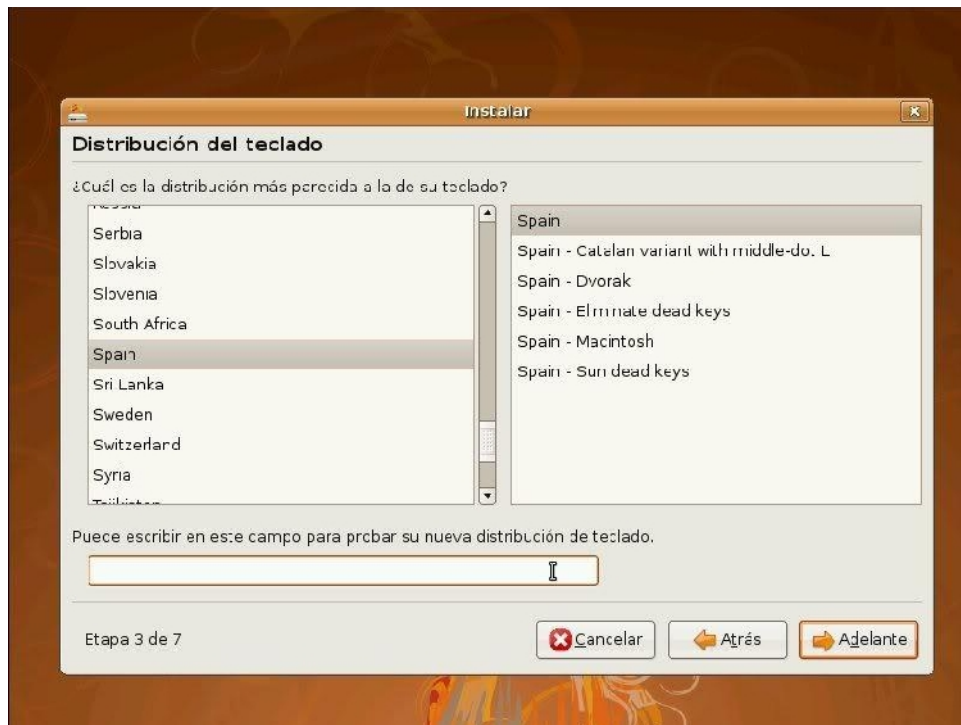 Instalar
Distribución del teclado
¿Cuál es la distribución más parecida a la de su teclado?
Serbia
Slovakia
Slovenia
South Africa
Spain
Sri Lanka
Sweden
Switzerland
Syria
Spain
Spain - Catalan variant with middle-dot L
Spain - Dvorak
Spain - Eliminate dead keys
Spain - Macintosh
Spain - Sun dead keys
Puede escribir en este campo para probar su nueva distribución de teclado.
Etapa 3 de 7
Cancelar
Atrás
Adelante